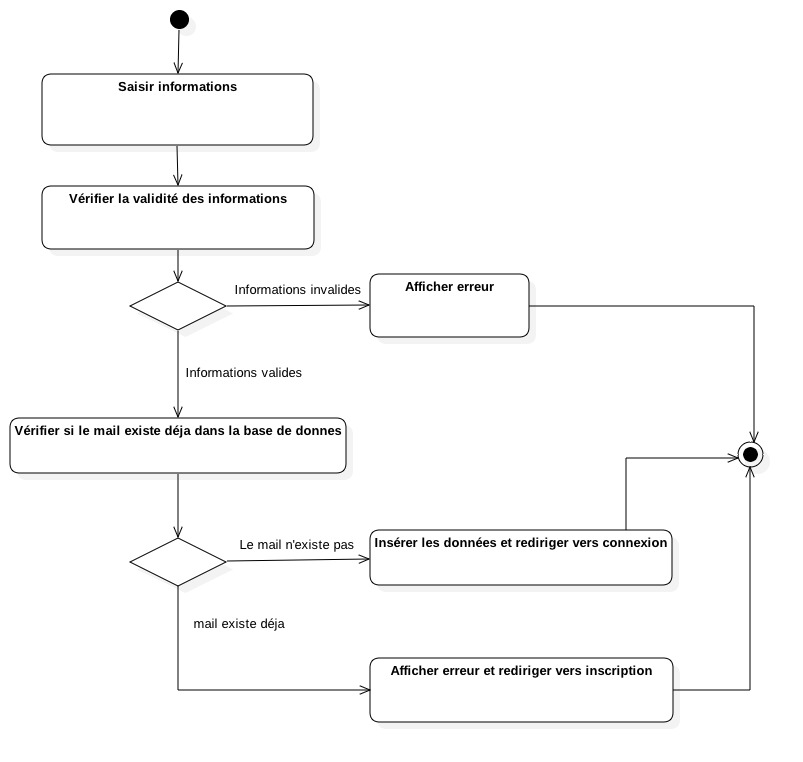 Saisir informations
Vérifier la validité des informations
Informations invalides
Afficher erreur
Informations valides
Vérifier si le mail existe déja dans la base de donnes
Le mail n'existe pas
Insérer les données et rediriger vers connexion
mail existe déja
Afficher erreur et rediriger vers inscription